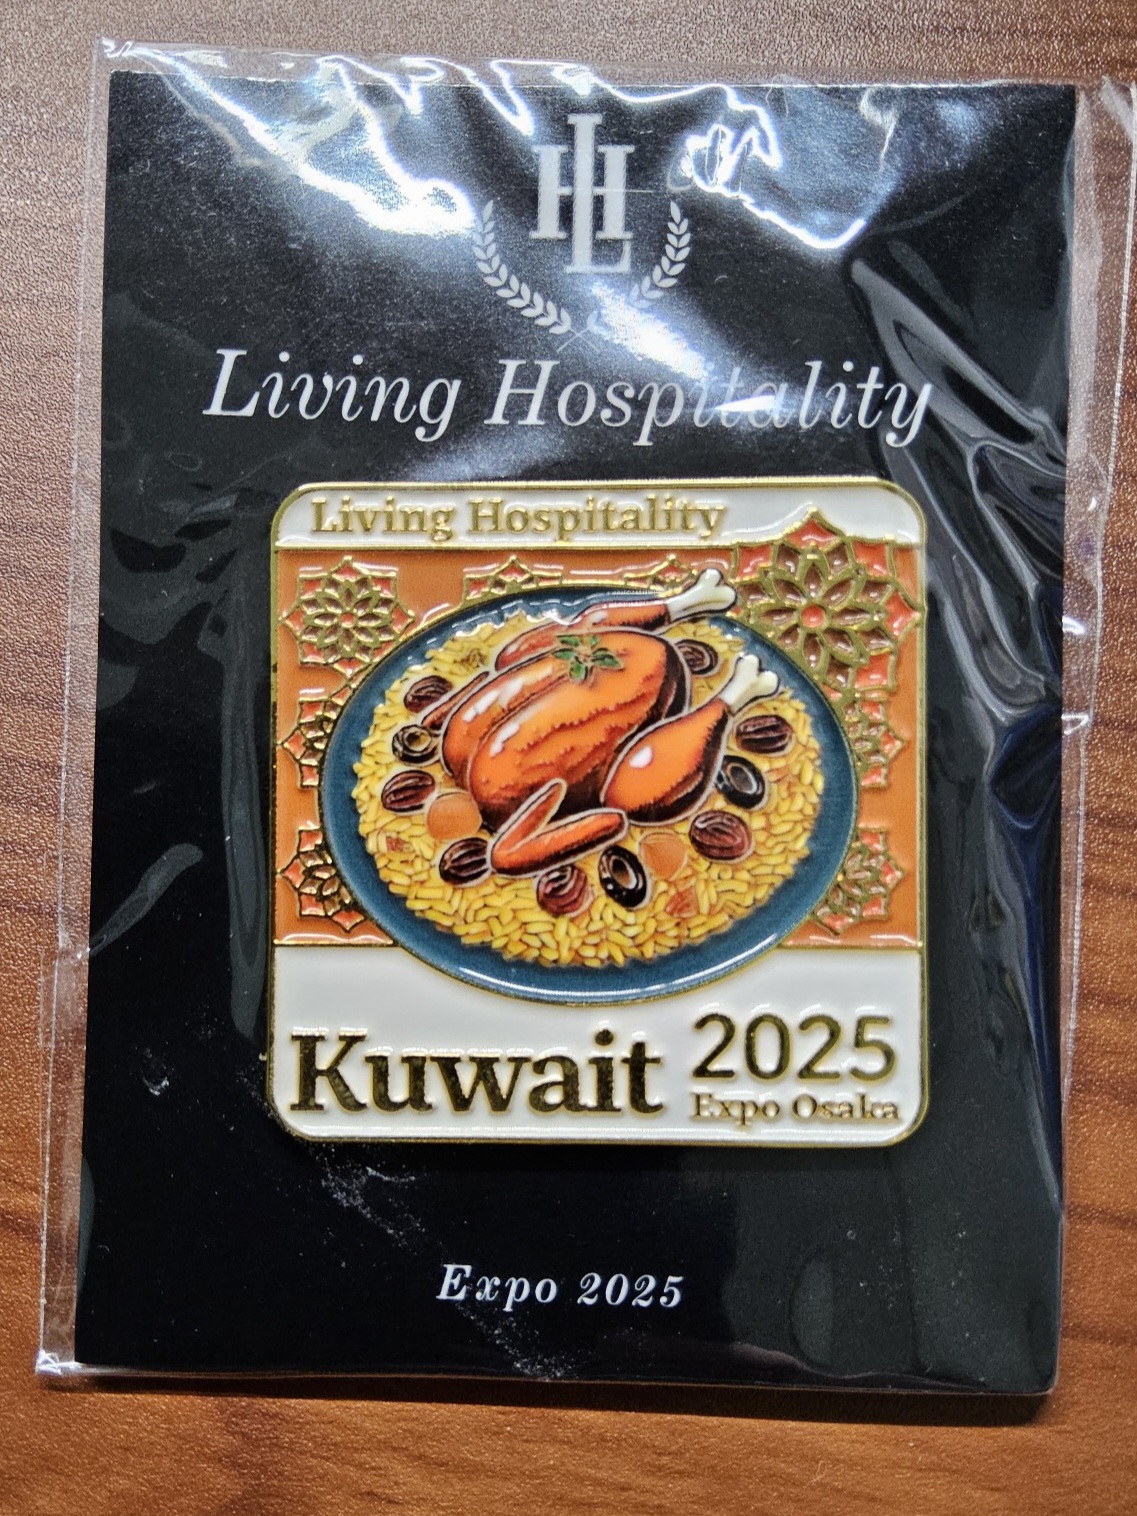 HL
Living Hospitality
Living Hospitality
Kuwait 2025
Expo Osaka
Expo 2025